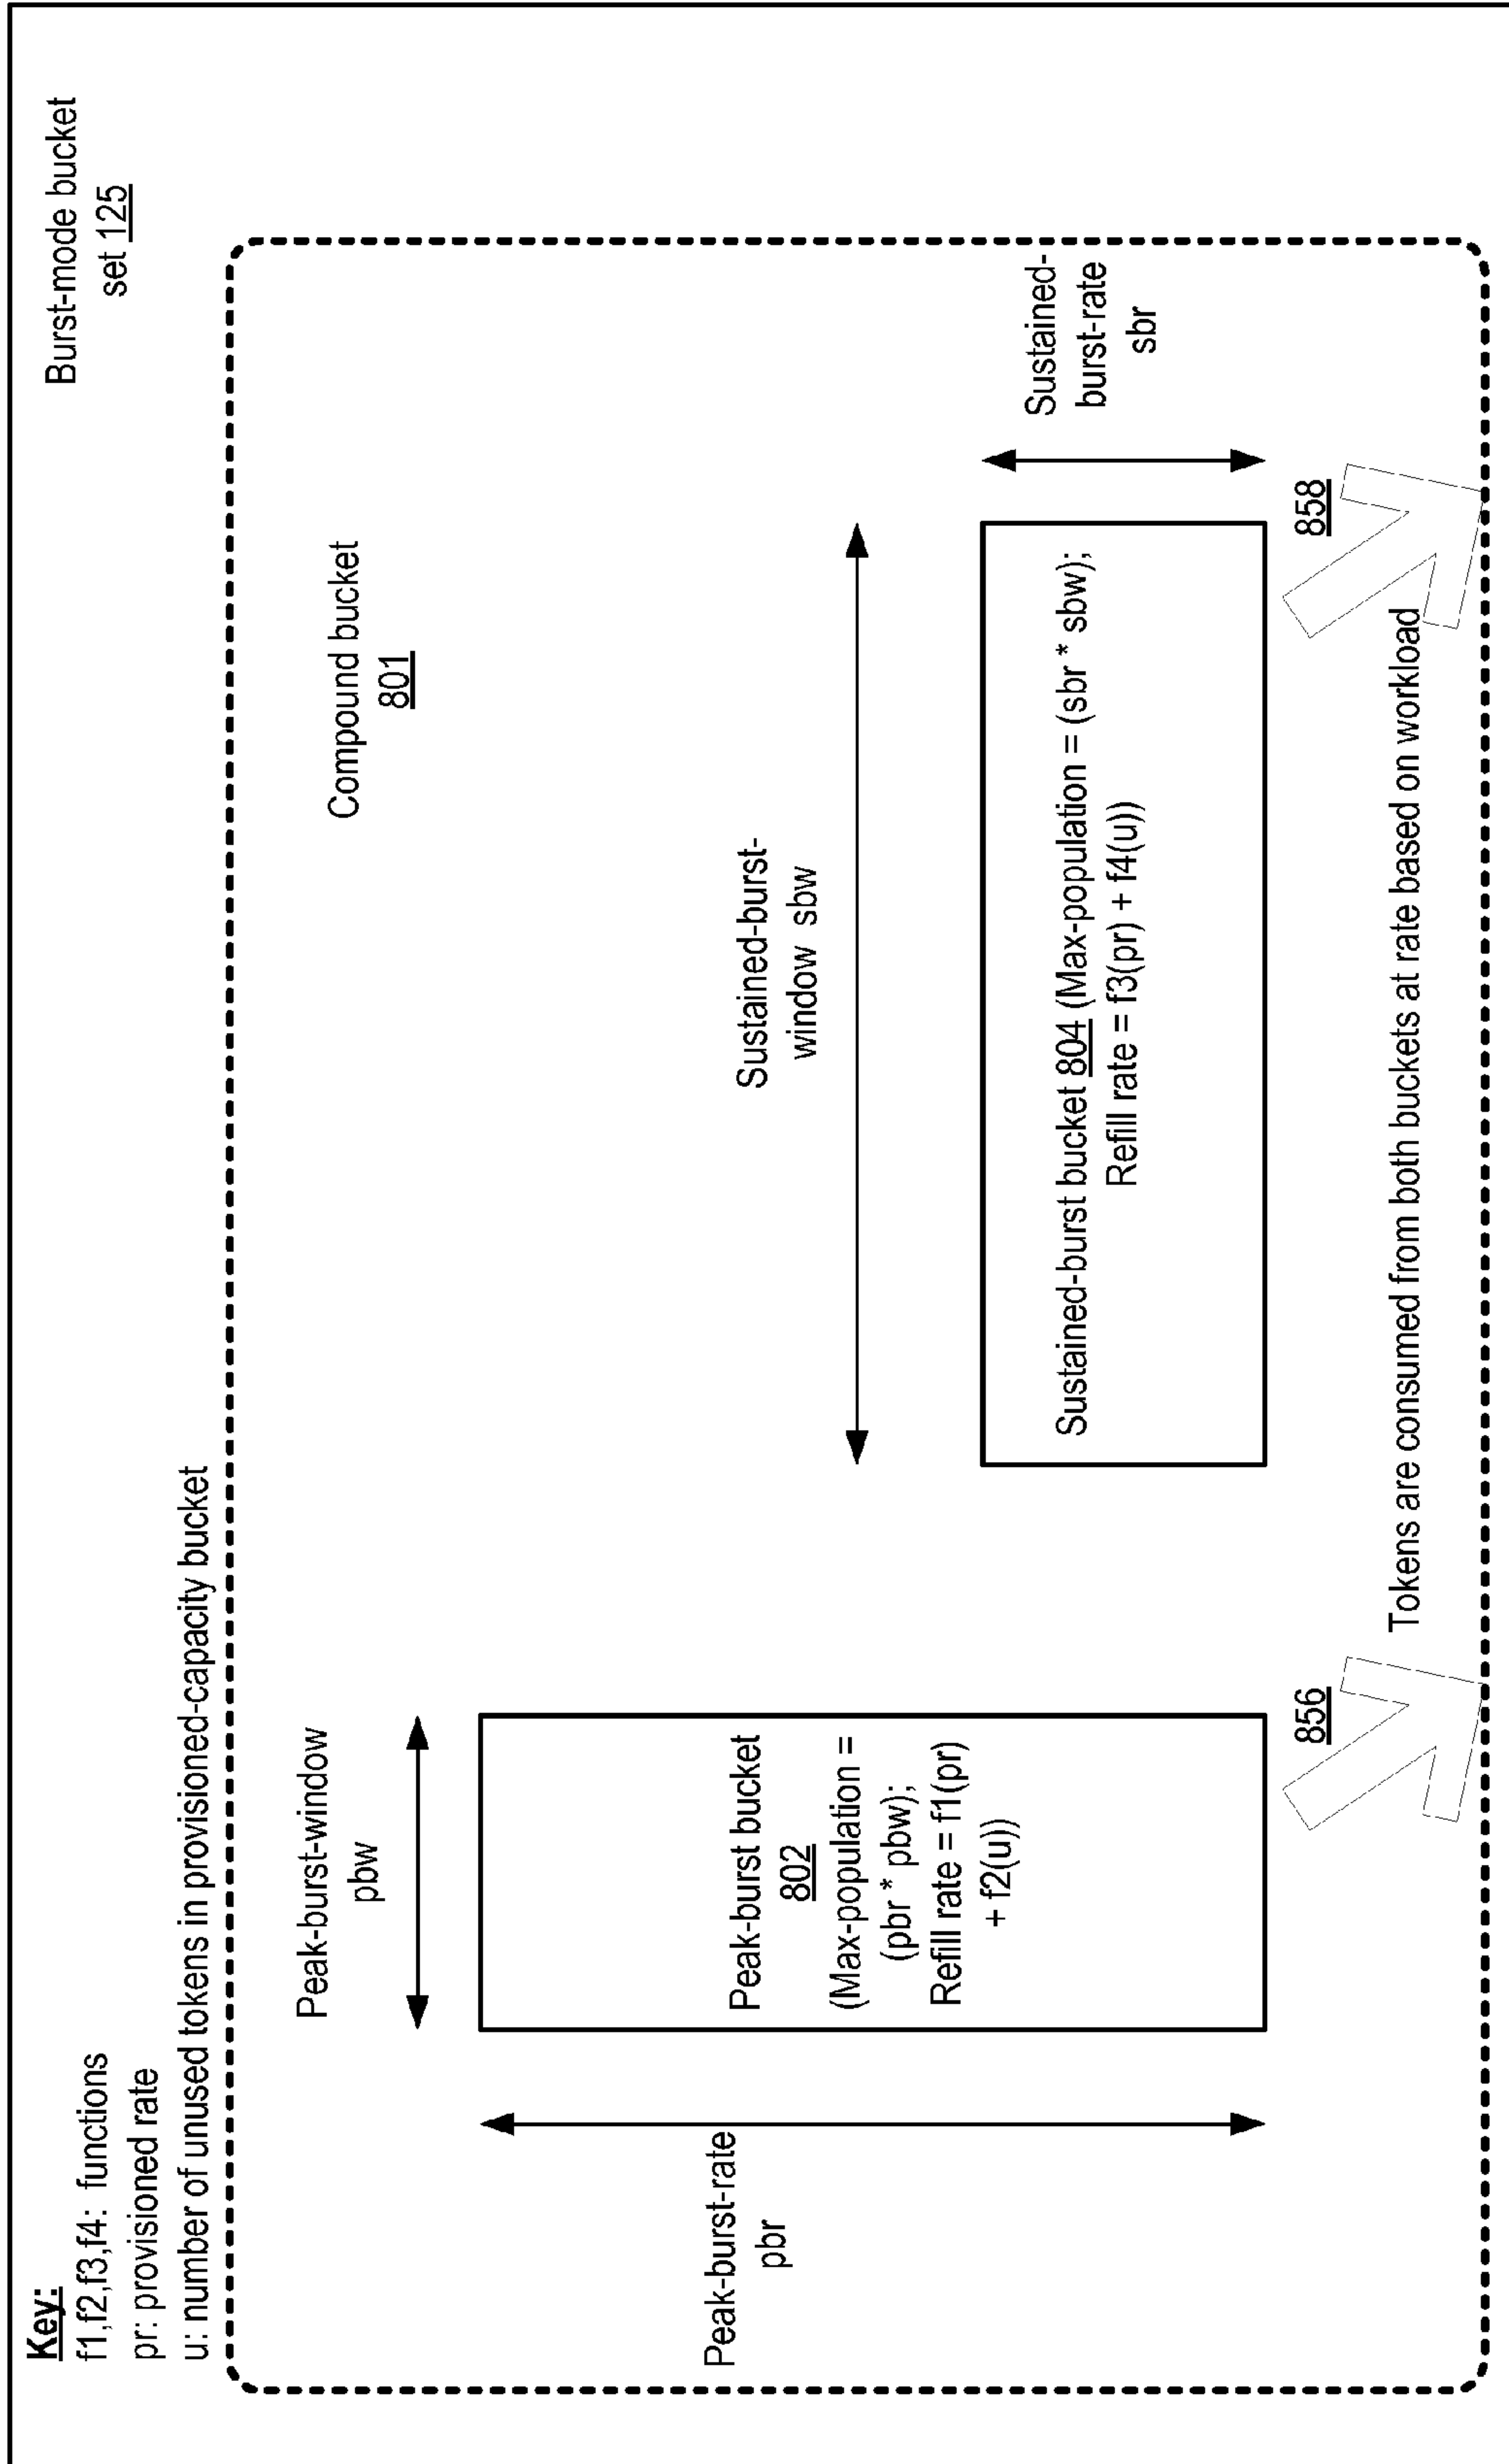 Key:
f1,f2,f3,f4: functions
pr: provisioned rate
u: number of unused tokens in provisioned-capacity bucket
Burst-mode bucket
set 125
Compound bucket
801
Peak-burst-window
pbw
Peak-burst-rate
pbr
Peak-burst bucket
802
(Max-population =
(pbr * pbw);
Refill rate = f1(pr)
+ f2(u))
Sustained-burst-
window sbw
Sustained-burst bucket 804 (Max-population = (sbr * sbw);
Refill rate = f3(pr) + f4(u))
Sustained-
burst-rate
sbr
856
858
Tokens are consumed from both buckets at rate based on workload